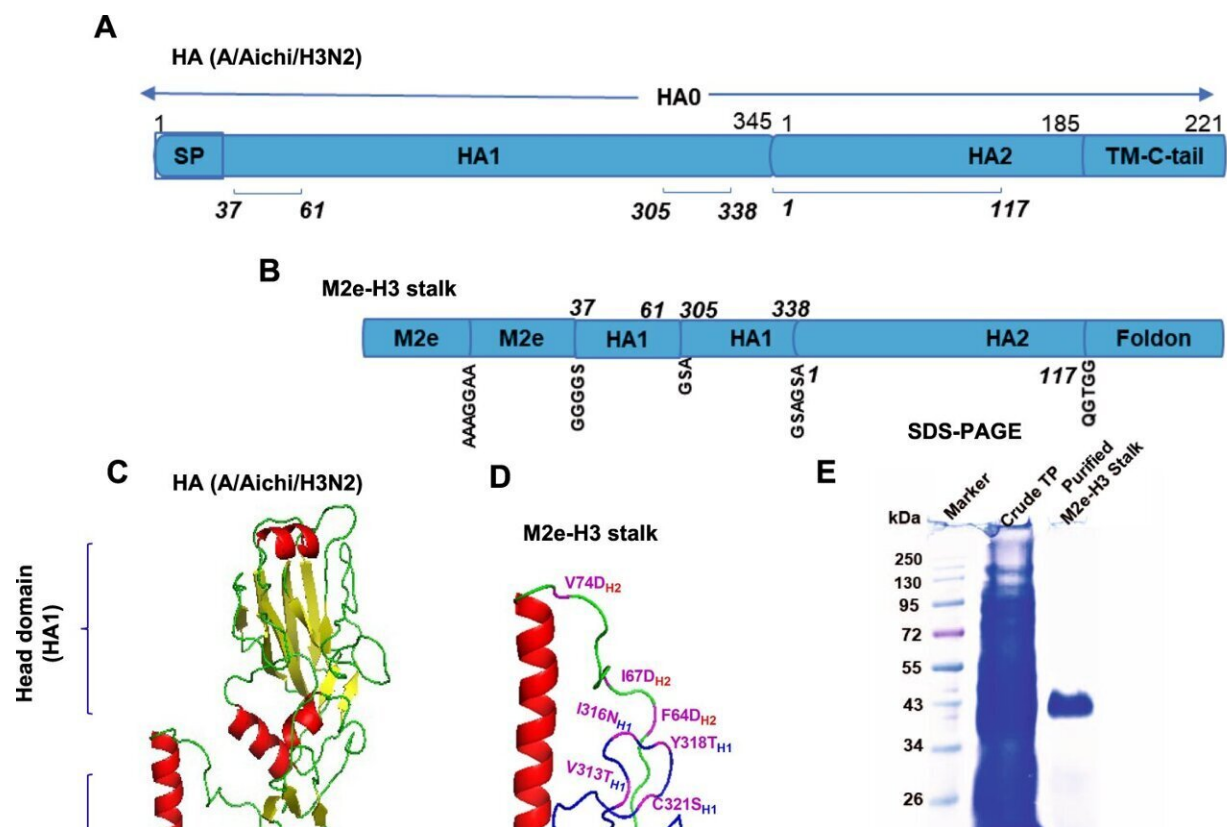 A
HA (A/Aichi/H3N2)
HA0
1 345 1 185 221
SP HA1 HA2 TM-C-tail
37 61 305 338 1 117
B
M2e-H3 stalk
37 61 305 338
M2e M2e HA1 HA1 HA2 Foldon
AAAGGAA GGGGS GSA GSAGSA 1 117 QGTGG
C
HA (A/Aichi/H3N2)
Head domain
(HA1)
D
M2e-H3 stalk
V74DH2
I67DH2
I316NH1
F64DH2
Y318TH1
V313TH1
C321SH1
E
SDS-PAGE
Marker
Crude TP
Purified
M2e-H3 Stalk
kDa
250
130
95
72
55
43
34
26